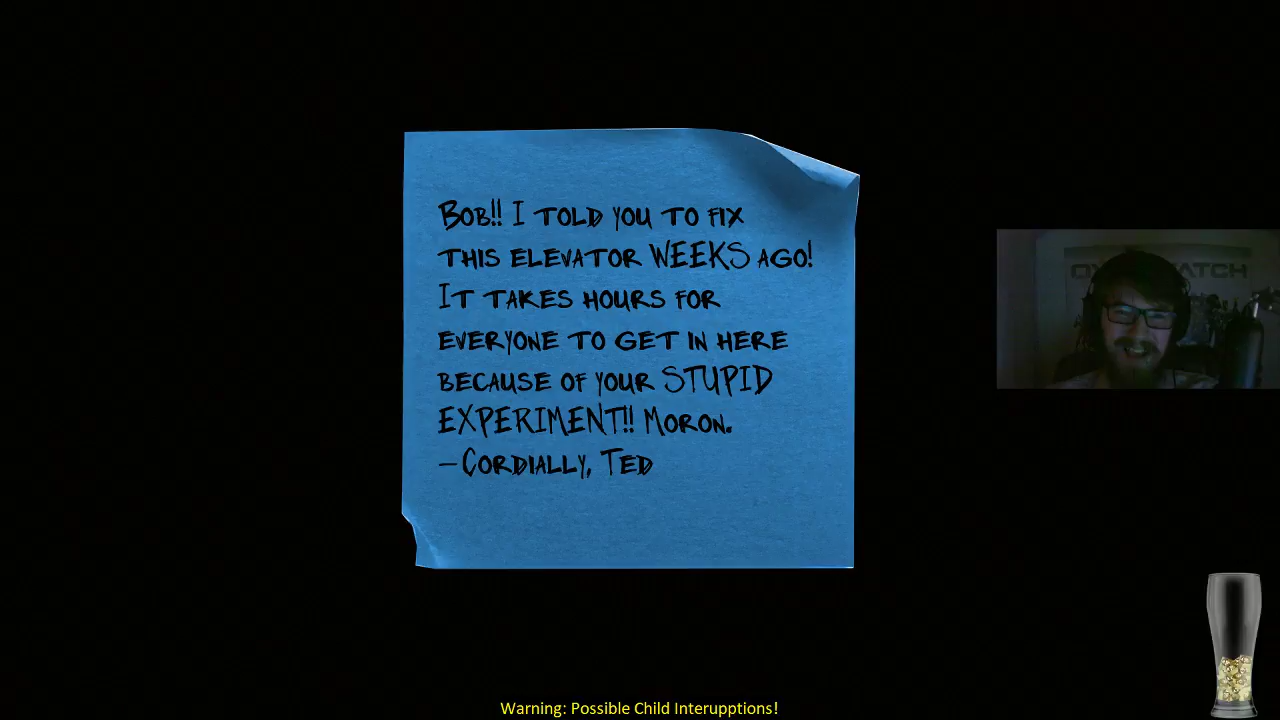 Bob!! I told you to fix
this elevator WEEKS ago!
It takes hours for
everyone to get in here
because of your STUPID
EXPERIMENT!! Moron.
–Cordially, Ted
Warning: Possible Child Interupptions!